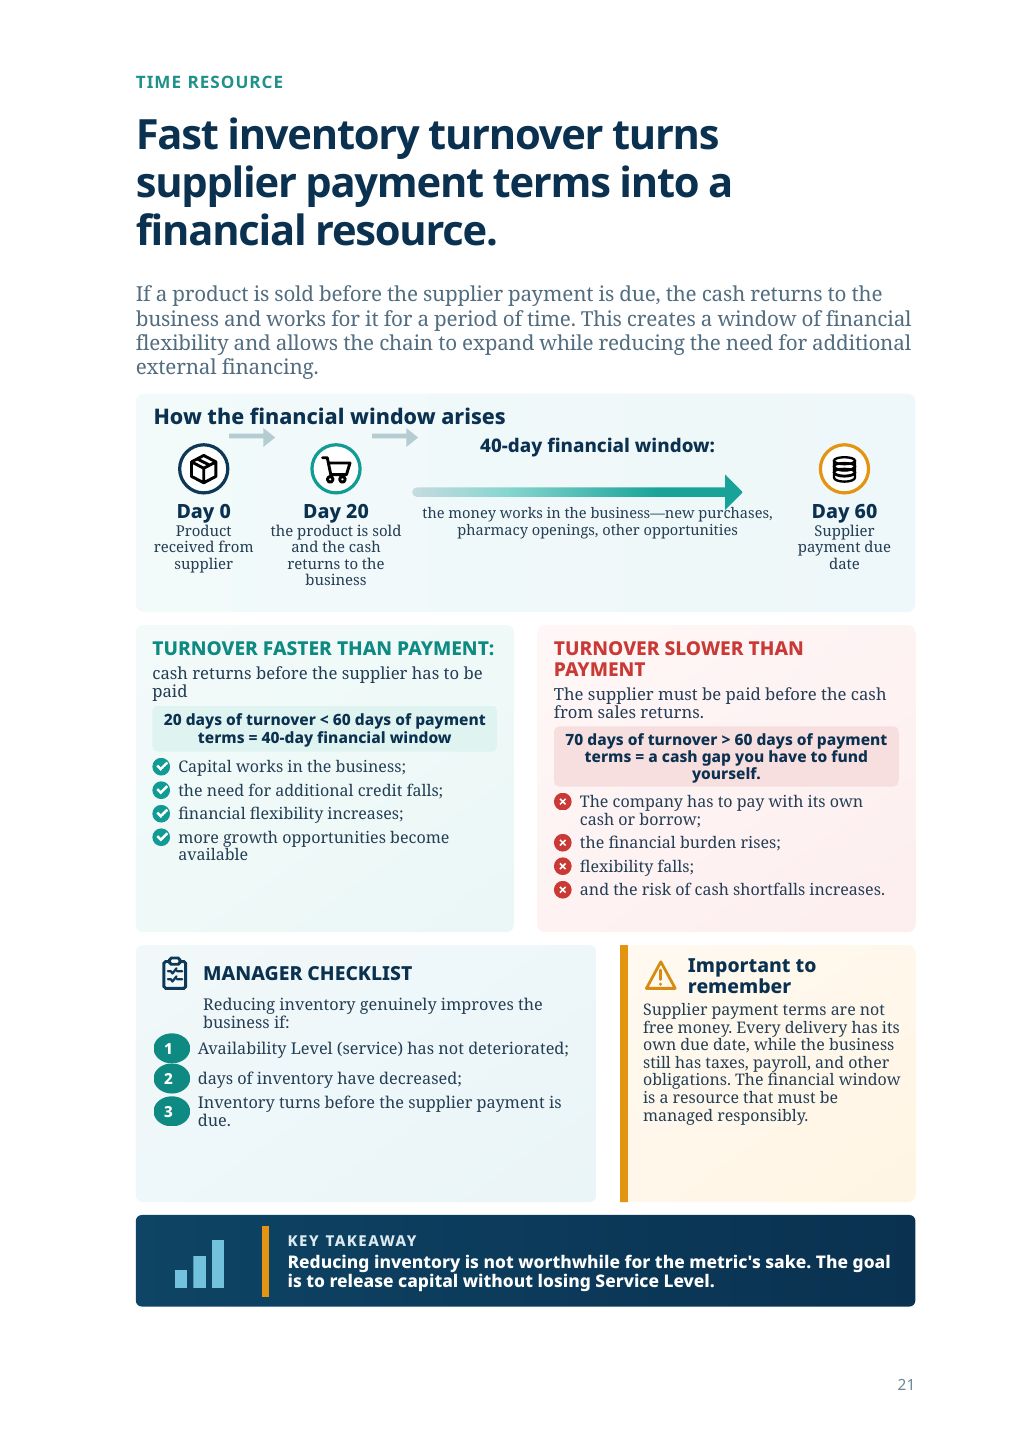 TIME RESOURCE
Fast inventory turnover turns
supplier payment terms into a
financial resource.
If a product is sold before the supplier payment is due, the cash returns to the
business and works for it for a period of time. This creates a window of financial
flexibility and allows the chain to expand while reducing the need for additional
external financing.
How the financial window arises
Day 0
Product
received from
supplier
Day 20
the product is sold
and the cash
returns to the
business
40-day financial window:
the money works in the business—new purchases,
pharmacy openings, other opportunities
Day 60
Supplier
payment due
date
TURNOVER FASTER THAN PAYMENT:
cash returns before the supplier has to be
paid
20 days of turnover < 60 days of payment
terms = 40-day financial window
Capital works in the business;
the need for additional credit falls;
financial flexibility increases;
more growth opportunities become
available
TURNOVER SLOWER THAN
PAYMENT
The supplier must be paid before the cash
from sales returns.
70 days of turnover > 60 days of payment
terms = a cash gap you have to fund
yourself.
The company has to pay with its own
cash or borrow;
the financial burden rises;
flexibility falls;
and the risk of cash shortfalls increases.
MANAGER CHECKLIST
Reducing inventory genuinely improves the
business if:
1 Availability Level (service) has not deteriorated;
2 days of inventory have decreased;
3 Inventory turns before the supplier payment is
due.
Important to
remember
Supplier payment terms are not
free money. Every delivery has its
own due date, while the business
still has taxes, payroll, and other
obligations. The financial window
is a resource that must be
managed responsibly.
KEY TAKEAWAY
Reducing inventory is not worthwhile for the metric's sake. The goal
is to release capital without losing Service Level.
21